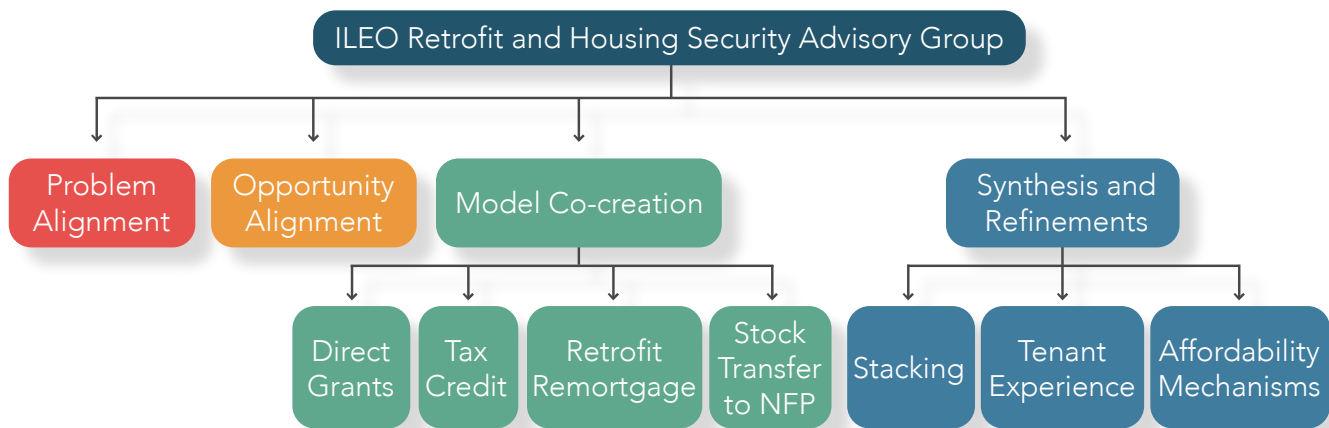 ILEO Retrofit and Housing Security Advisory Group
Problem
Alignment
Opportunity
Alignment
Model Co-creation
Synthesis and
Refinements
Direct
Grants
Tax
Credit
Retrofit
Remortgage
Stock
Transfer
to NFP
Stacking
Tenant
Experience
Affordability
Mechanisms